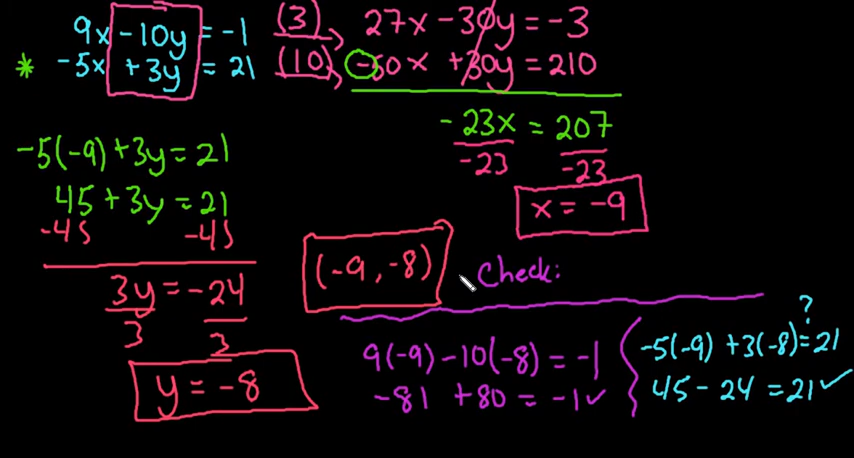 9x -10y = -1 (3) 27x -30y = -3
* -5x +3y = 21 (10) -50x +30y = 210
-23x = 207
-23 -23
x = -9
-5(-9) +3y = 21
45 +3y = 21
-45 -45
3y = -24
3 3
y = -8
(-9, -8)
Check:
9(-9) -10(-8) = -1
-81 +80 = -1 ✓
?
-5(-9) +3(-8) = 21
45 - 24 = 21 ✓